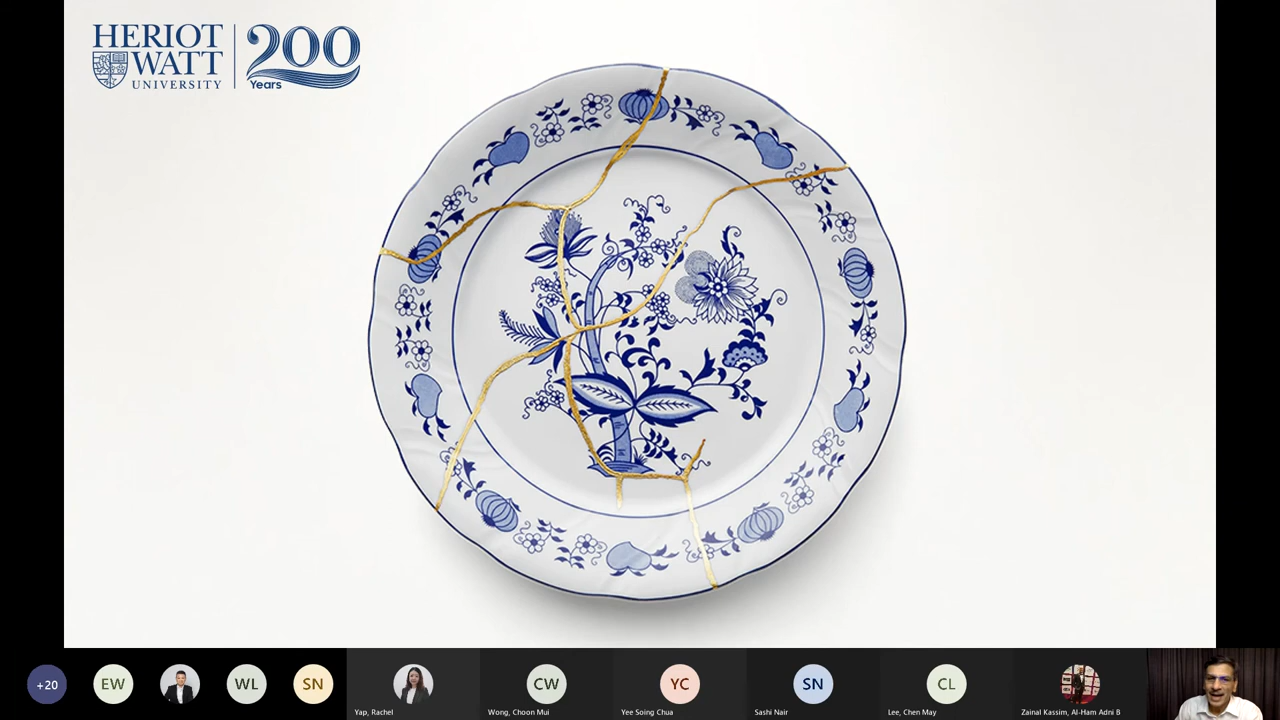 HERIOT
WATT
UNIVERSITY
200
Years
+20
EW
WL
SN
Yap, Rachel
CW
Wong, Choon Mui
YC
Yee Soing Chua
SN
Sashi Nair
CL
Lee, Chen May
Zainal Kassim, Al-Ham Adni B